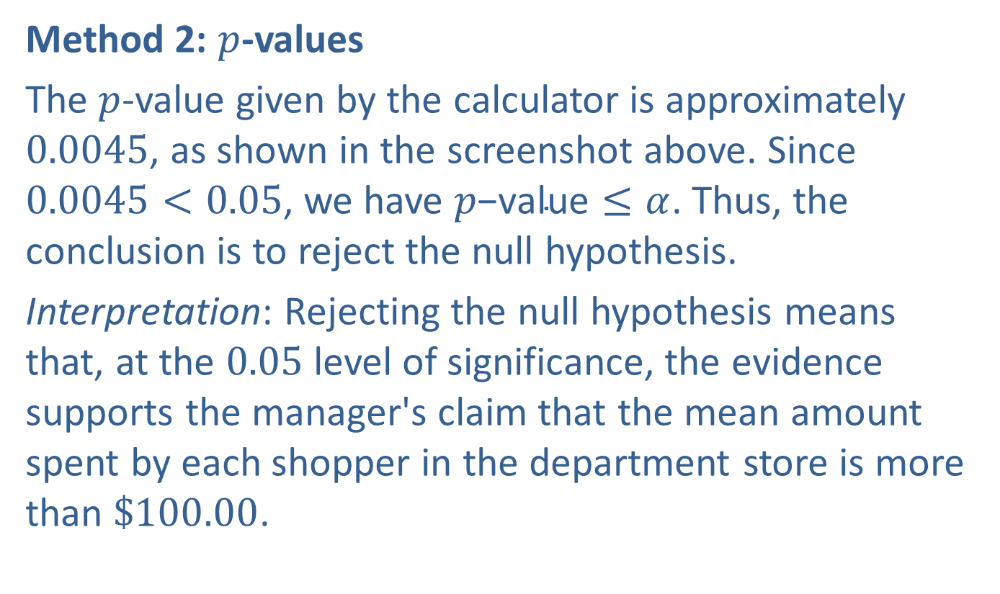 Method 2: p-values
The p-value given by the calculator is approximately
0.0045, as shown in the screenshot above. Since
0.0045 < 0.05, we have p−value ≤ α. Thus, the
conclusion is to reject the null hypothesis.
Interpretation: Rejecting the null hypothesis means
that, at the 0.05 level of significance, the evidence
supports the manager's claim that the mean amount
spent by each shopper in the department store is more
than $100.00.